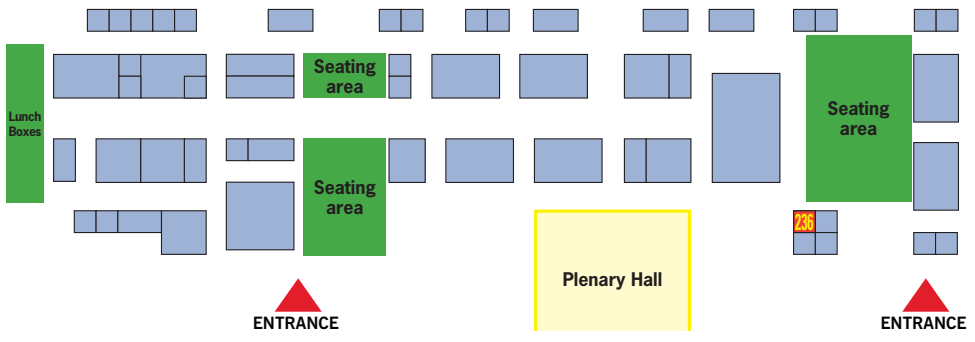 Seating
area
Lunch
Boxes
Seating
area
Seating
area
236
Plenary Hall
ENTRANCE
ENTRANCE